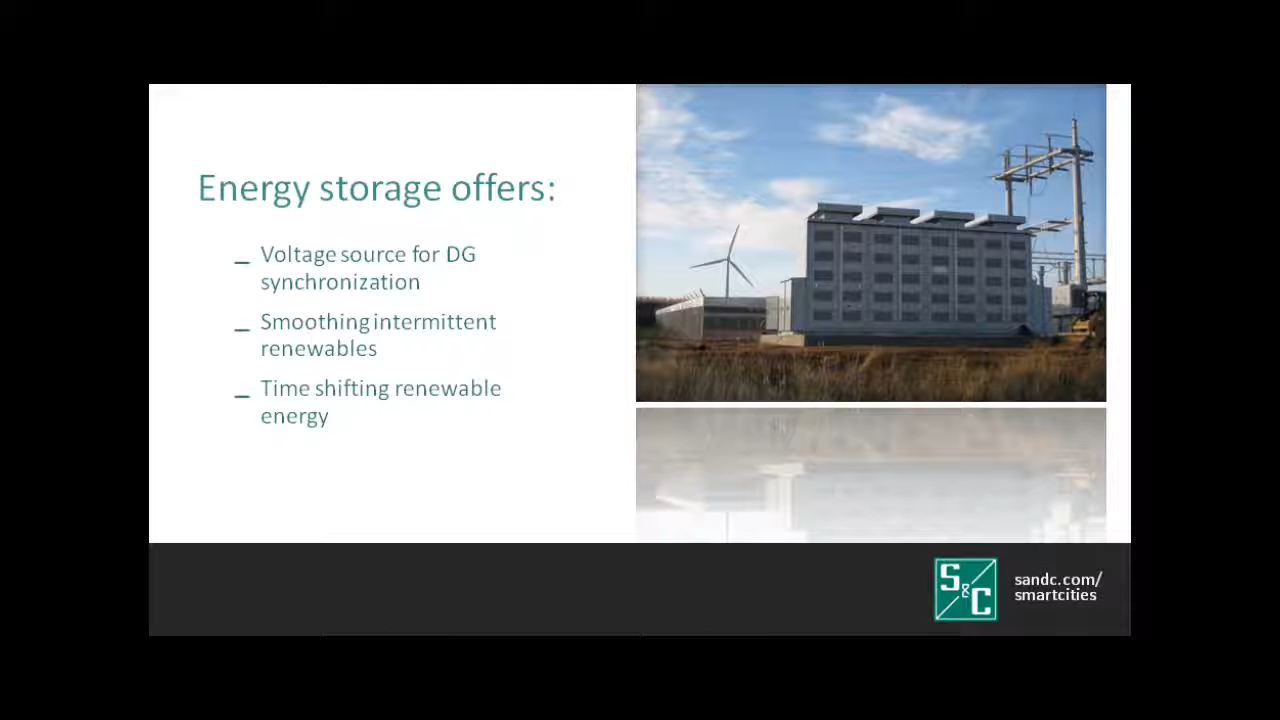 Energy storage offers:
_ Voltage source for DG
synchronization
_ Smoothing intermittent
renewables
_ Time shifting renewable
energy
S&C
sandc.com/
smartcities